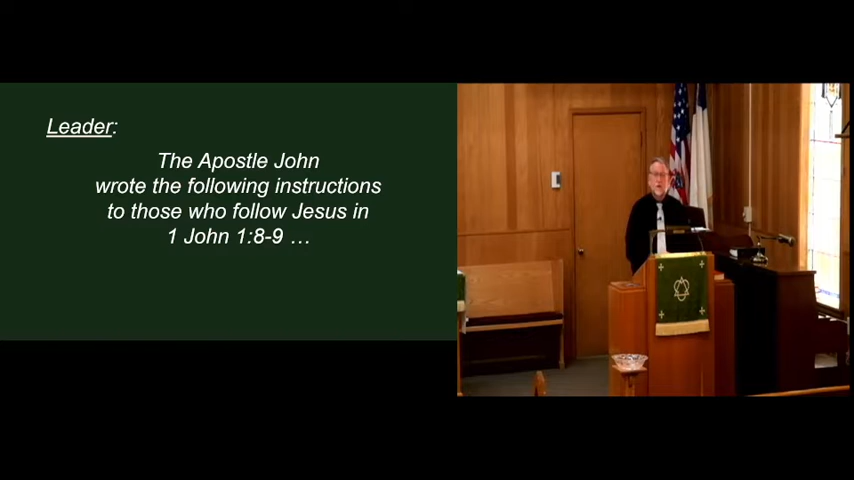 Leader:
The Apostle John
wrote the following instructions
to those who follow Jesus in
1 John 1:8-9 …